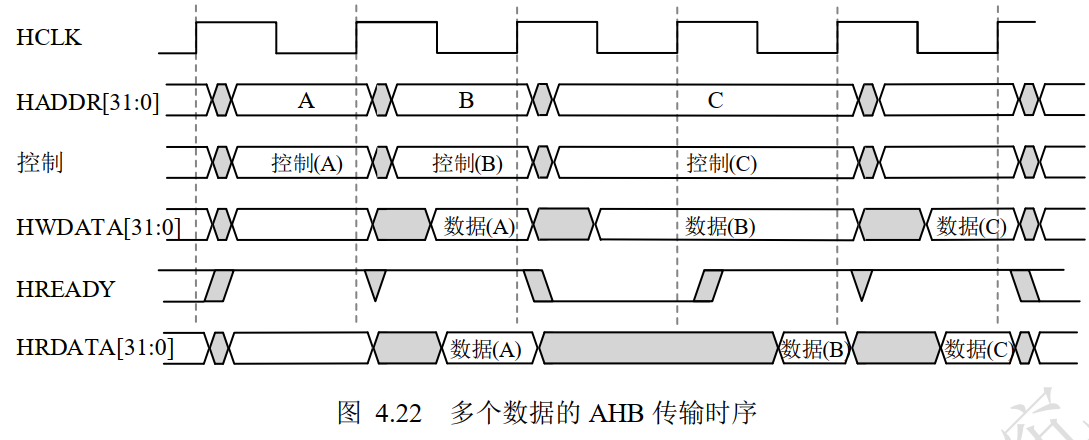 HCLK
HADDR[31:0] A B C
控制 控制(A) 控制(B) 控制(C)
HWDATA[31:0] 数据(A) 数据(B) 数据(C)
HREADY
HRDATA[31:0] 数据(A) 数据(B) 数据(C)
图 4.22 多个数据的 AHB 传输时序